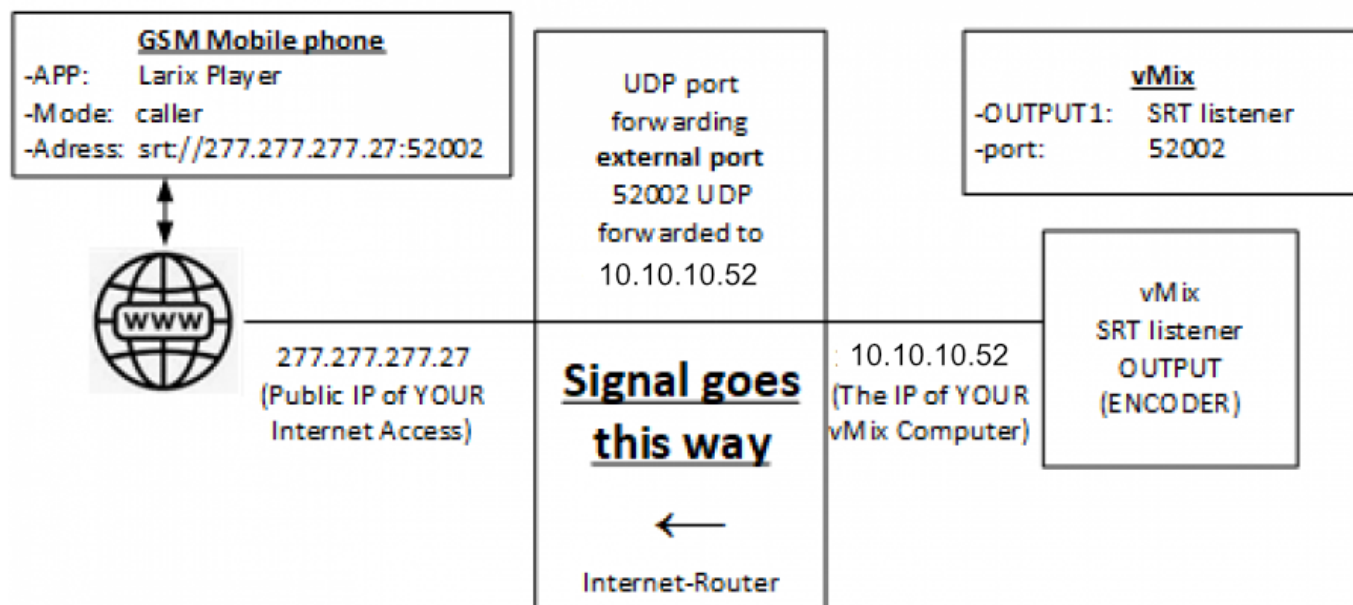 GSM Mobile phone
-APP: Larix Player
-Mode: caller
-Adress: srt://277.277.277.27:52002
UDP port
forwarding
external port
52002 UDP
forwarded to
10.10.10.52
vMix
-OUTPUT1: SRT listener
-port: 52002
WWW
277.277.277.27
(Public IP of YOUR
Internet Access)
Signal goes
this way
←
Internet-Router
: 10.10.10.52
(The IP of YOUR
vMix Computer)
vMix
SRT listener
OUTPUT
(ENCODER)